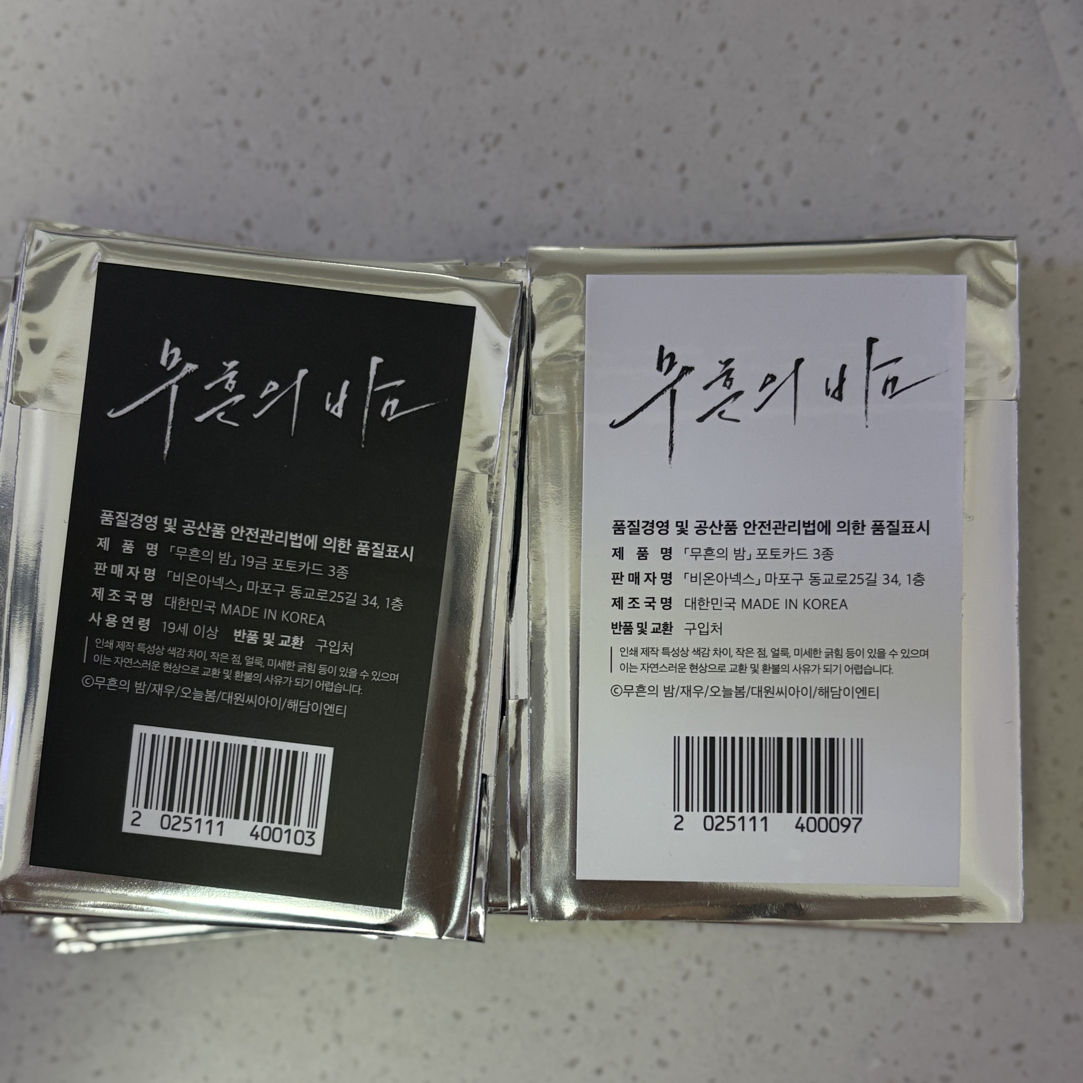 무흔의 밤
품질경영 및 공산품 안전관리법에 의한 품질표시
제 품 명 「무흔의 밤」 19금 포토카드 3종
판매자명 「비온아넥스」 마포구 동교로25길 34, 1층
제조국명 대한민국 MADE IN KOREA
사용연령 19세 이상 반품 및 교환 구입처
인쇄 제작 특성상 색감 차이, 작은 점, 얼룩, 미세한 긁힘 등이 있을 수 있으며
이는 자연스러운 현상으로 교환 및 환불의 사유가 되기 어렵습니다.
©무흔의 밤/재우/오늘봄/대원씨아이/해담이엔티
2 025111 400103
무흔의 밤
품질경영 및 공산품 안전관리법에 의한 품질표시
제 품 명 「무흔의 밤」 포토카드 3종
판매자명 「비온아넥스」 마포구 동교로25길 34, 1층
제조국명 대한민국 MADE IN KOREA
반품 및 교환 구입처
인쇄 제작 특성상 색감 차이, 작은 점, 얼룩, 미세한 긁힘 등이 있을 수 있으며
이는 자연스러운 현상으로 교환 및 환불의 사유가 되기 어렵습니다.
©무흔의 밤/재우/오늘봄/대원씨아이/해담이엔티
2 025111 400097